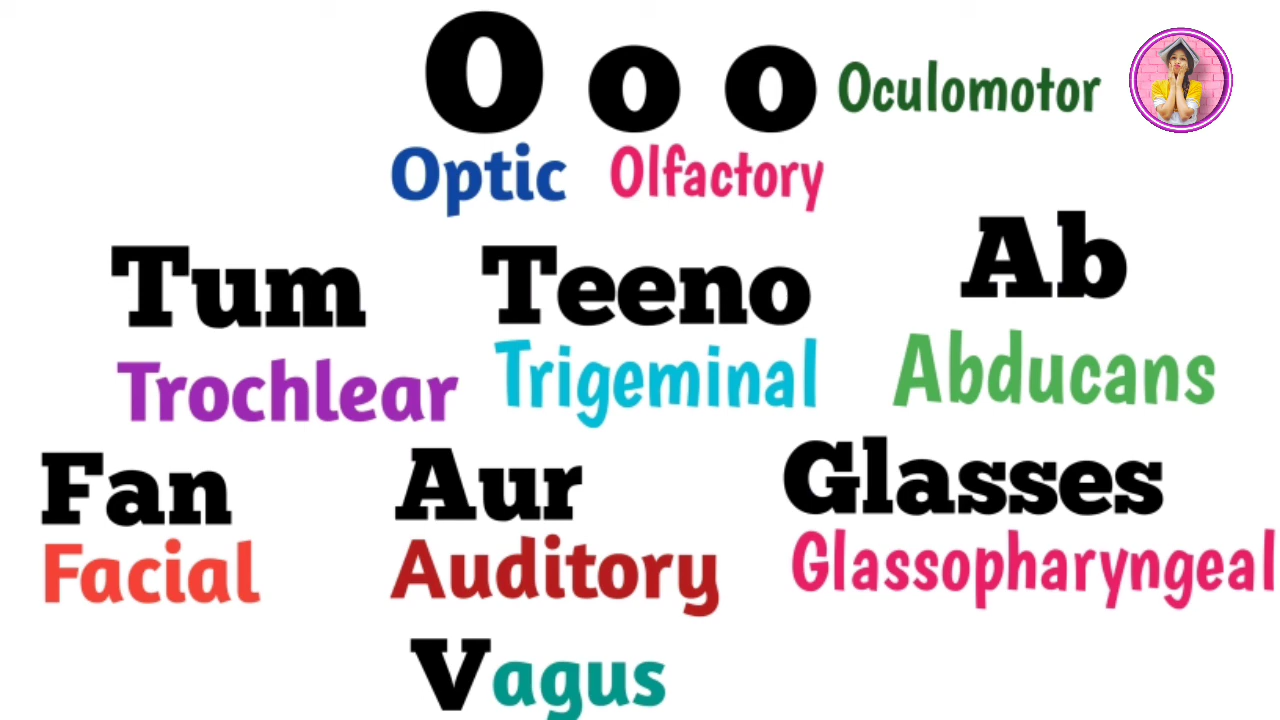 O o o Oculomotor
Optic Olfactory
Tum Teeno Ab
Trochlear Trigeminal Abducans
Fan Aur Glasses
Facial Auditory Glassopharyngeal
Vagus